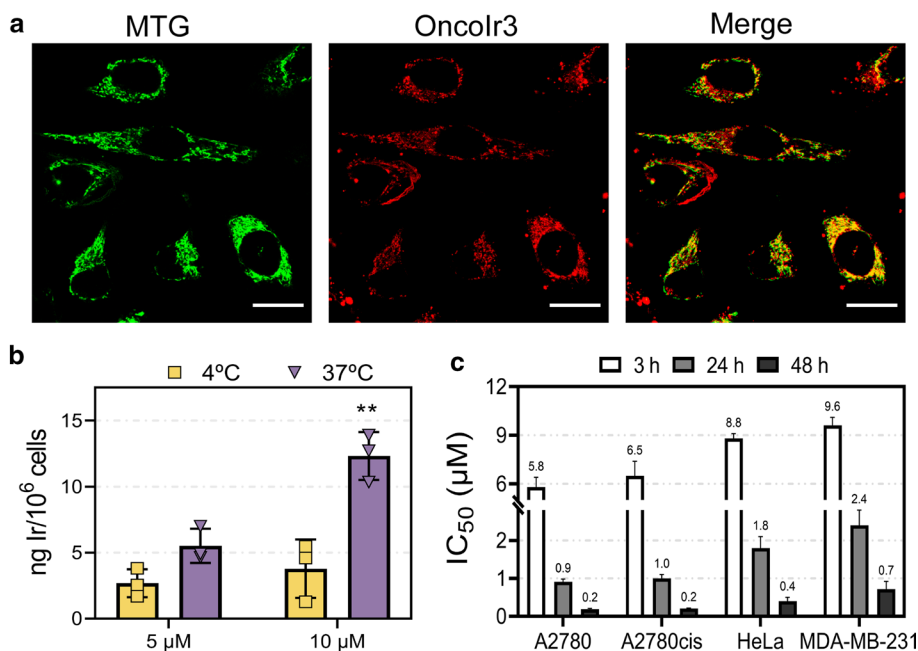 a
MTG OncoIr3 Merge
b
4ºC 37ºC
ng Ir/10⁶ cells
15
10
5
0
**
5 µM 10 µM
c
3 h 24 h 48 h
IC₅₀ (µM)
12
9
6
2
1
0
5.8 0.9 0.2
6.5 1.0 0.2
8.8 1.8 0.4
9.6 2.4 0.7
A2780 A2780cis HeLa MDA-MB-231